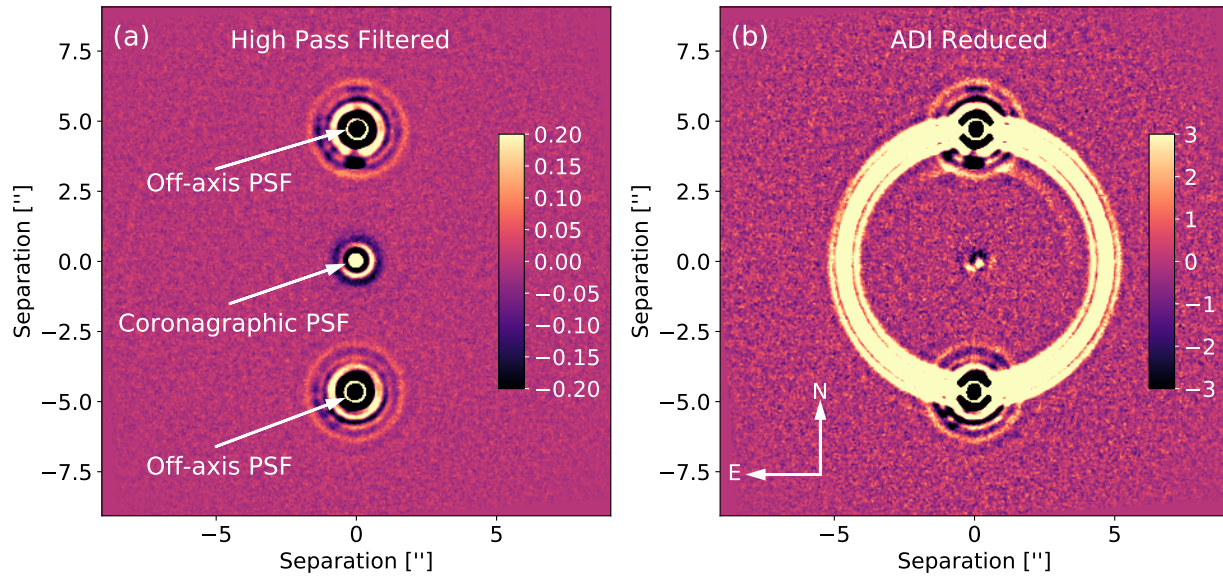 (a)
High Pass Filtered
7.5
5.0
2.5
0.0
−2.5
−5.0
−7.5
Separation ['']
Off-axis PSF
Coronagraphic PSF
Off-axis PSF
0.20
0.15
0.10
0.05
0.00
−0.05
−0.10
−0.15
−0.20
−5
0
5
Separation ['']
(b)
ADI Reduced
7.5
5.0
2.5
0.0
−2.5
−5.0
−7.5
Separation ['']
3
2
1
0
−1
−2
−3
N
E
−5
0
5
Separation ['']